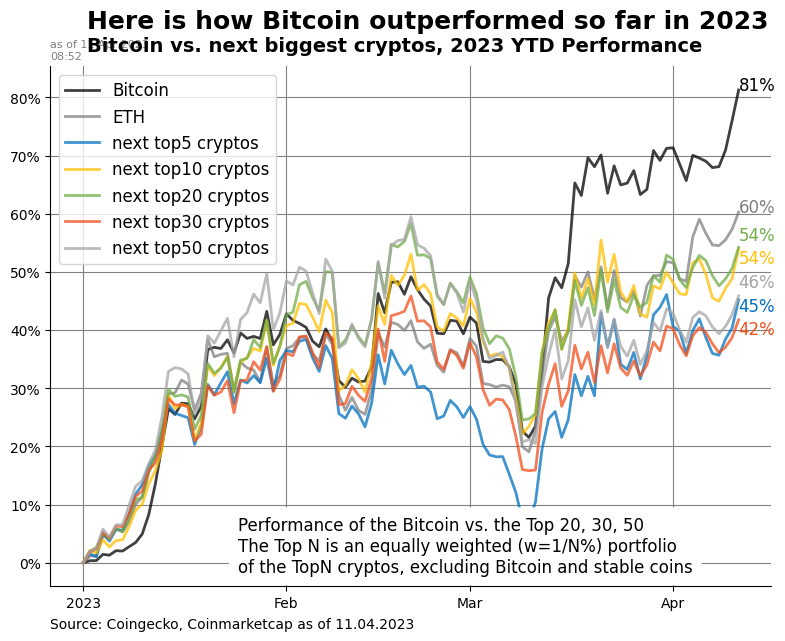 Here is how Bitcoin outperformed so far in 2023
Bitcoin vs. next biggest cryptos, 2023 YTD Performance
as of
08:52
Bitcoin
ETH
next top5 cryptos
next top10 cryptos
next top20 cryptos
next top30 cryptos
next top50 cryptos
80%
70%
60%
50%
40%
30%
20%
10%
0%
81%
60%
54%
54%
46%
45%
42%
Performance of the Bitcoin vs. the Top 20, 30, 50
The Top N is an equally weighted (w=1/N%) portfolio
of the TopN cryptos, excluding Bitcoin and stable coins
2023 Feb Mar Apr
Source: Coingecko, Coinmarketcap as of 11.04.2023